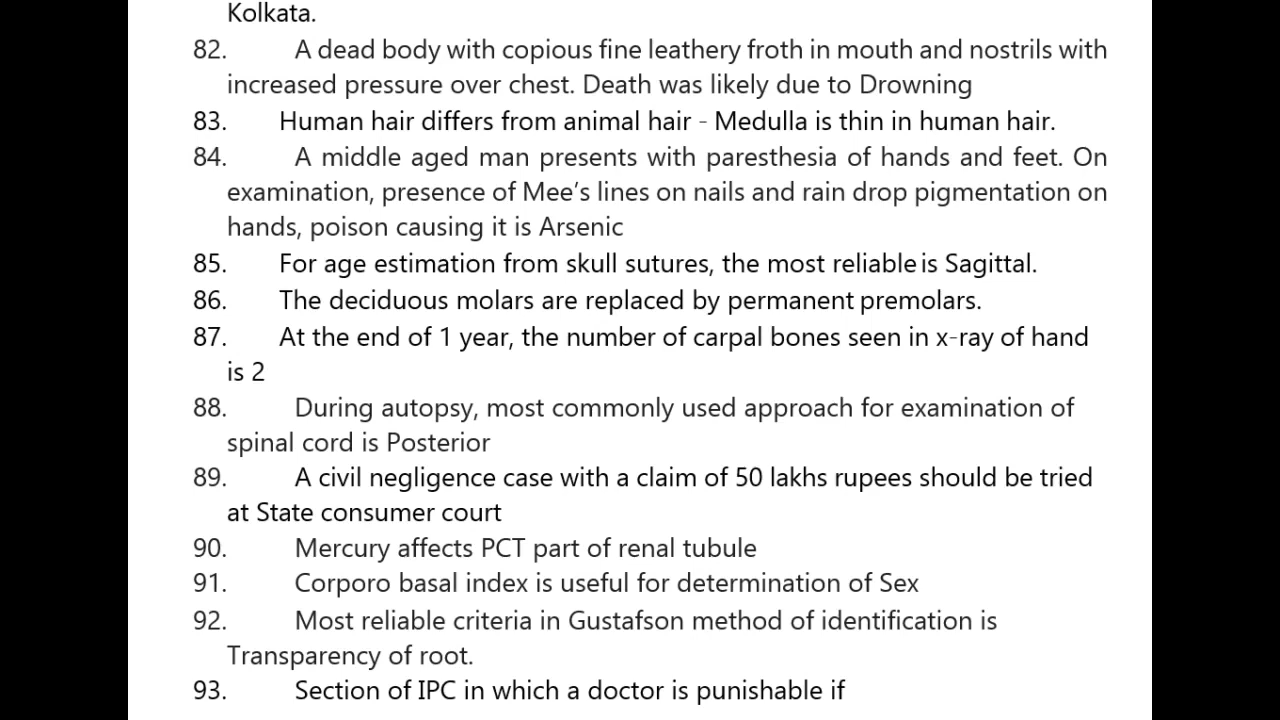 Kolkata.
82. A dead body with copious fine leathery froth in mouth and nostrils with
increased pressure over chest. Death was likely due to Drowning
83. Human hair differs from animal hair - Medulla is thin in human hair.
84. A middle aged man presents with paresthesia of hands and feet. On
examination, presence of Mee's lines on nails and rain drop pigmentation on
hands, poison causing it is Arsenic
85. For age estimation from skull sutures, the most reliable is Sagittal.
86. The deciduous molars are replaced by permanent premolars.
87. At the end of 1 year, the number of carpal bones seen in x-ray of hand
is 2
88. During autopsy, most commonly used approach for examination of
spinal cord is Posterior
89. A civil negligence case with a claim of 50 lakhs rupees should be tried
at State consumer court
90. Mercury affects PCT part of renal tubule
91. Corporo basal index is useful for determination of Sex
92. Most reliable criteria in Gustafson method of identification is
Transparency of root.
93. Section of IPC in which a doctor is punishable if